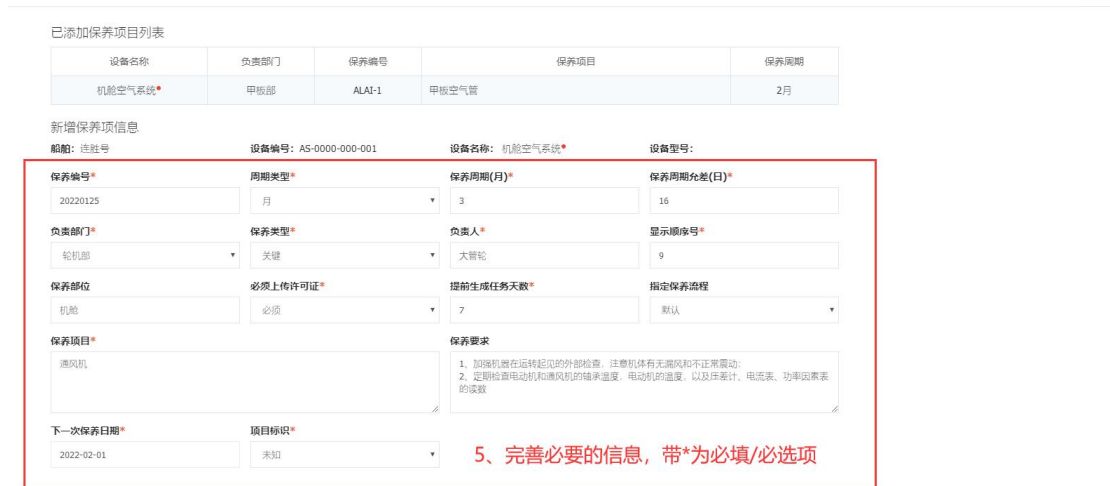 已添加保养项目列表
设备名称 负责部门 保养编号 保养项目 保养周期
机舱空气系统 甲板部 ALAI-1 甲板空气管 2月
新增保养项信息
船舶：连胜号 设备编号：AS-0000-000-001 设备名称：机舱空气系统 设备型号：
保养编号* 周期类型* 保养周期(月)* 保养周期允差(日)*
20220125 月 3 16
负责部门* 保养类型* 负责人* 显示顺序号*
轮机部 关键 大管轮 9
保养部位 必须上传许可证* 提前生成任务天数* 指定保养流程
机舱 必须 7 默认
保养项目* 保养要求
通风机 1、加强机器在运转起见的外部检查，注意机体有无漏风和不正常震动；
2、定期检查电动机和通风机的轴承温度，电动机的温度，以及压差计、电流表、功率因素表
的读数
下一次保养日期* 项目标识*
2022-02-01 未知 5、完善必要的信息，带*为必填/必选项